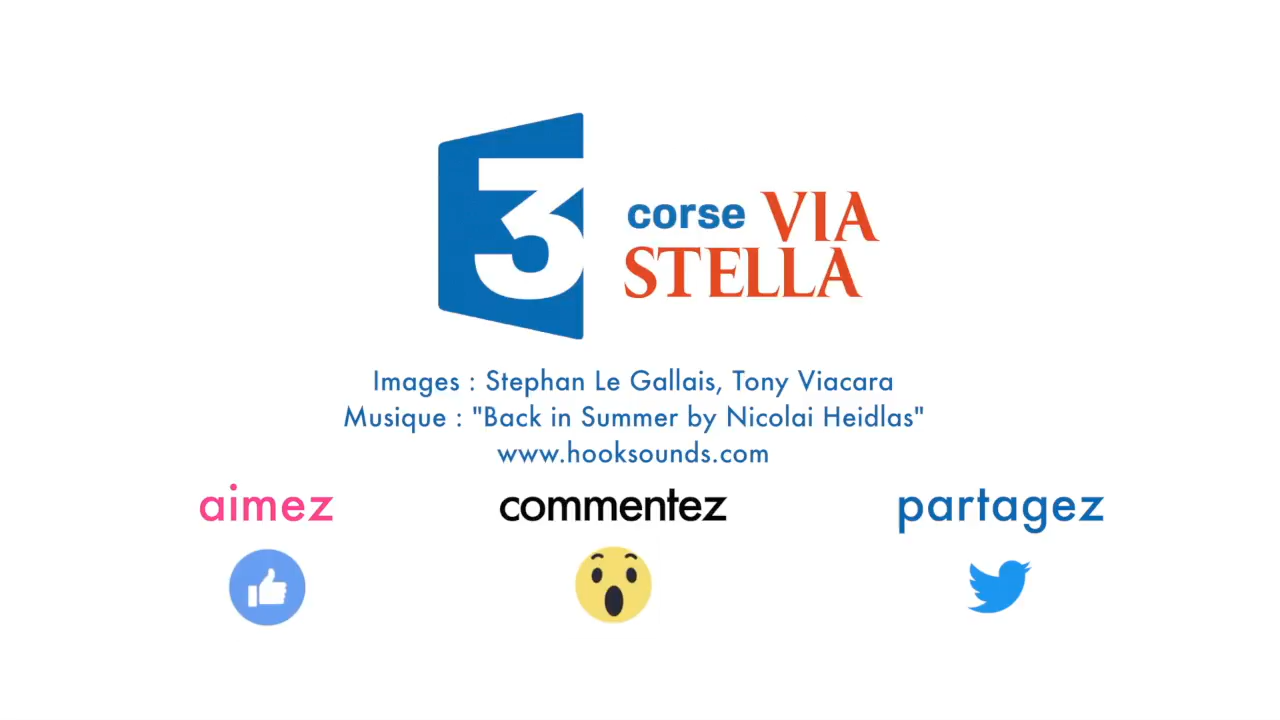 3
corse VIA
STELLA
Images : Stephan Le Gallais, Tony Viacara
Musique : "Back in Summer by Nicolai Heidlas"
www.hooksounds.com
aimez commentez partagez